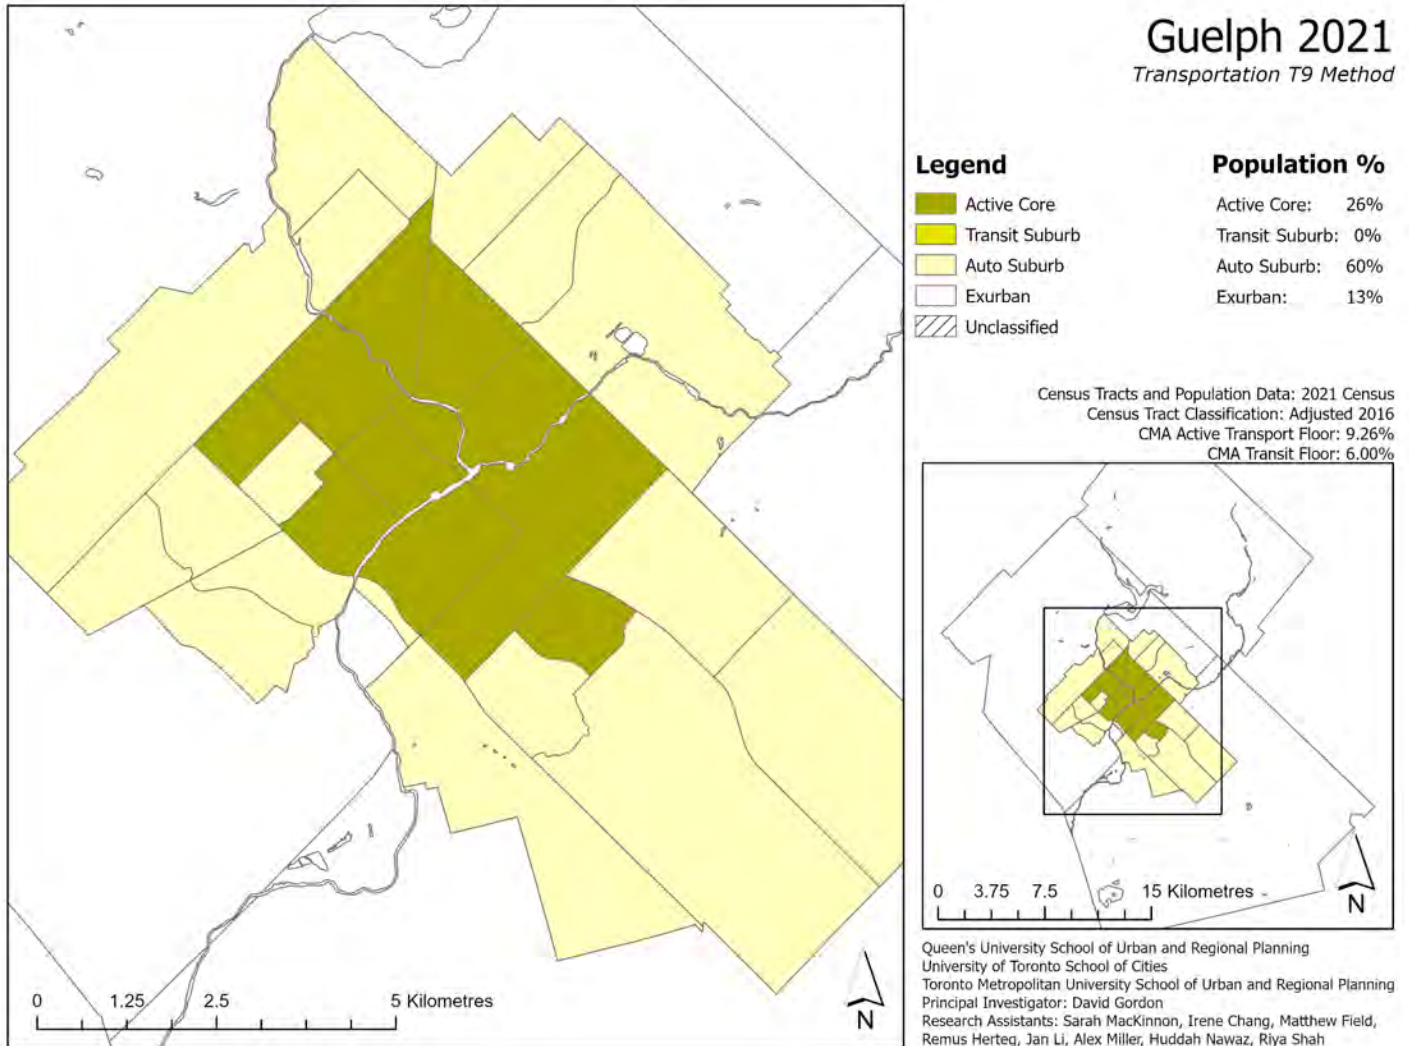 Guelph 2021
Transportation T9 Method
Legend
Active Core
Transit Suburb
Auto Suburb
Exurban
Unclassified
Population %
Active Core: 26%
Transit Suburb: 0%
Auto Suburb: 60%
Exurban: 13%
Census Tracts and Population Data: 2021 Census
Census Tract Classification: Adjusted 2016
CMA Active Transport Floor: 9.26%
CMA Transit Floor: 6.00%
0 1.25 2.5 5 Kilometres
N
0 3.75 7.5 15 Kilometres
N
Queen's University School of Urban and Regional Planning
University of Toronto School of Cities
Toronto Metropolitan University School of Urban and Regional Planning
Principal Investigator: David Gordon
Research Assistants: Sarah MacKinnon, Irene Chang, Matthew Field,
Remus Herteg, Jan Li, Alex Miller, Huddah Nawaz, Riya Shah